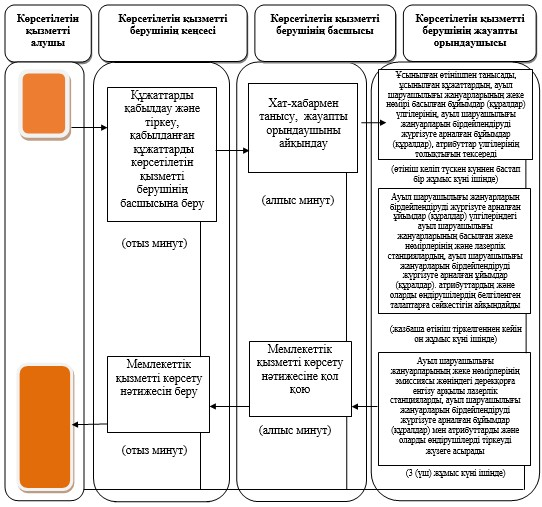 Көрсетілетін
қызметті
алушы
Көрсетілетін қызметті
берушінің кеңсесі
Көрсетілетін қызметті
берушінің басшысы
Көрсетілетін қызметті
берушінің жауапты
орындаушысы
Құжаттарды
қабылдау және
тіркеу,
қабылданған
құжаттарды
көрсетілетін
қызметті
берушінің
басшысына беру
(отыз минут)
Хат-хабармен
танысу, жауапты
орындаушыны
айқындау
(алпыс минут)
Ұсынылған өтінішпен танысады,
ұсынылған құжаттардың, ауыл
шаруашылығы жануарларының жеке
нөмірі басылған бұйымдар (құралдар)
үлгілерінің, ауыл шаруашылығы
жануарларын бірдейлендіруді
жүргізуге арналған бұйымдар
(құралдар), атрибуттар үлгілерінің
толықтығын тексереді
(өтініш келіп түскен күннен бастап
бір жұмыс күні ішінде)
Ауыл шаруашылығы жануарларын
бірдейлендіруді жүргізуге арналған
ұйымдар (құралдар) үлгілеріндегі
ауыл шаруашылығы
жануарларының басылған жеке
нөмірлерінің және лазерлік
станциялардың, ауыл шаруашылығы
жануарларын бірдейлендіруді
жүргізуге арналған ұйымдар
(құралдар). атрибуттардың және
оларды өндірушілердің белгіленген
талаптарға сәйкестігін айқындайды
(жазбаша өтініш тіркелгеннен кейін
он жұмыс күні ішінде)
Мемлекеттік
қызметті көрсету
нәтижесін беру
(отыз минут)
Мемлекеттік
қызметті көрсету
нәтижесіне қол
қою
(алпыс минут)
Ауыл шаруашылығы
жануарларының жеке нөмірлерінің
миссиясы жөніндегі дерекқорға
енгізу арқылы лазерлік
станцияларды, ауыл шаруашылығы
жануарларын бірдейлендіруді
жүргізуге арналған бұйымдар
(құралдар) мен атрибуттарды және
оларды өндірушілерді тіркеуді
жүзеге асырады
(3 (үш) жұмыс күні ішінде)